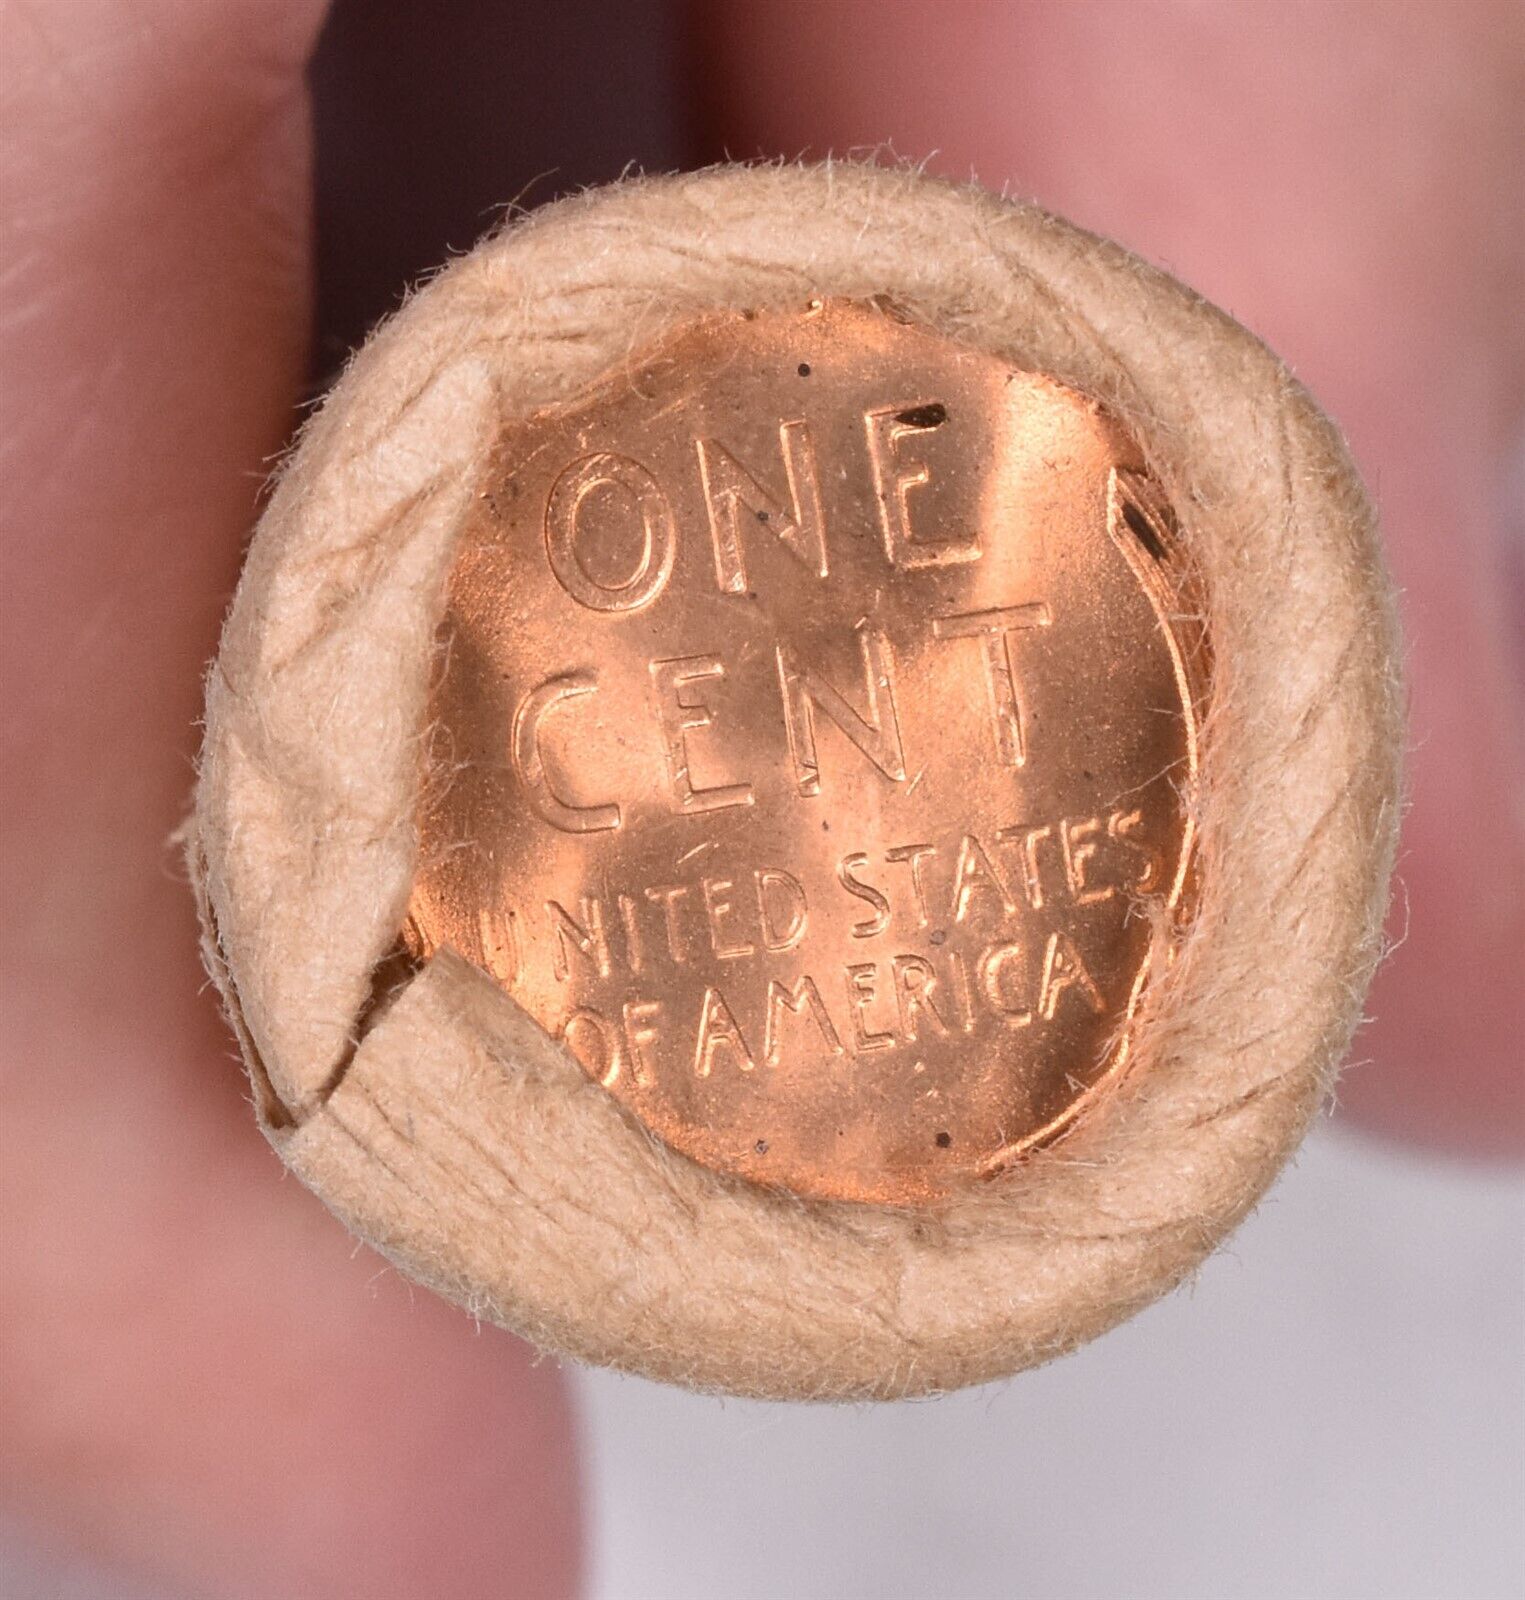 ONE
CENT
UNITED STATES
OF AMERICA